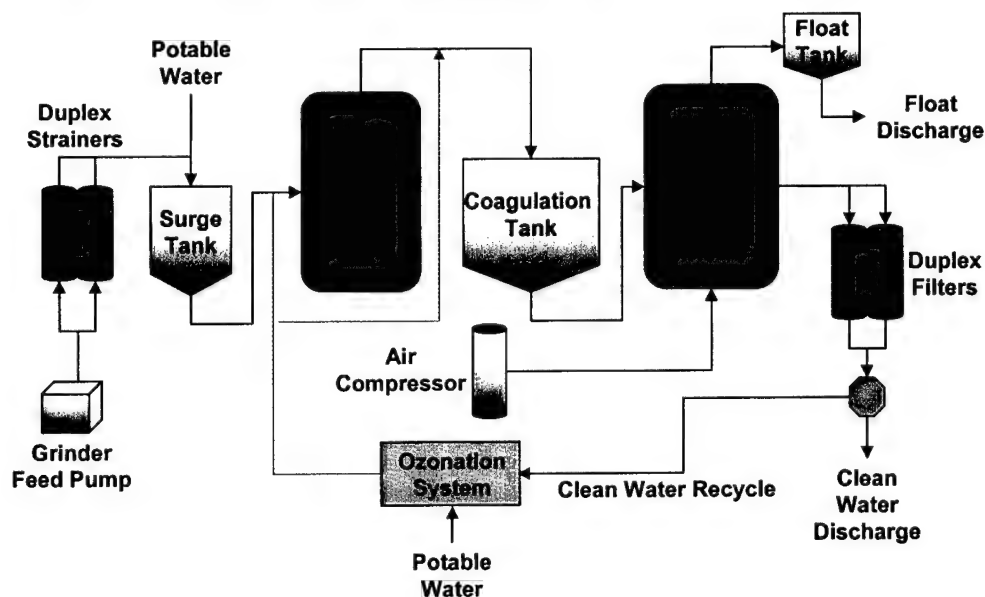 Float
Tank
Potable
Water
Duplex
Strainers
Float
Discharge
Surge
Tank
Coagulation
Tank
Duplex
Filters
Air
Compressor
Grinder
Feed Pump
Ozonation
System
Clean Water Recycle
Clean
Water
Discharge
Potable
Water